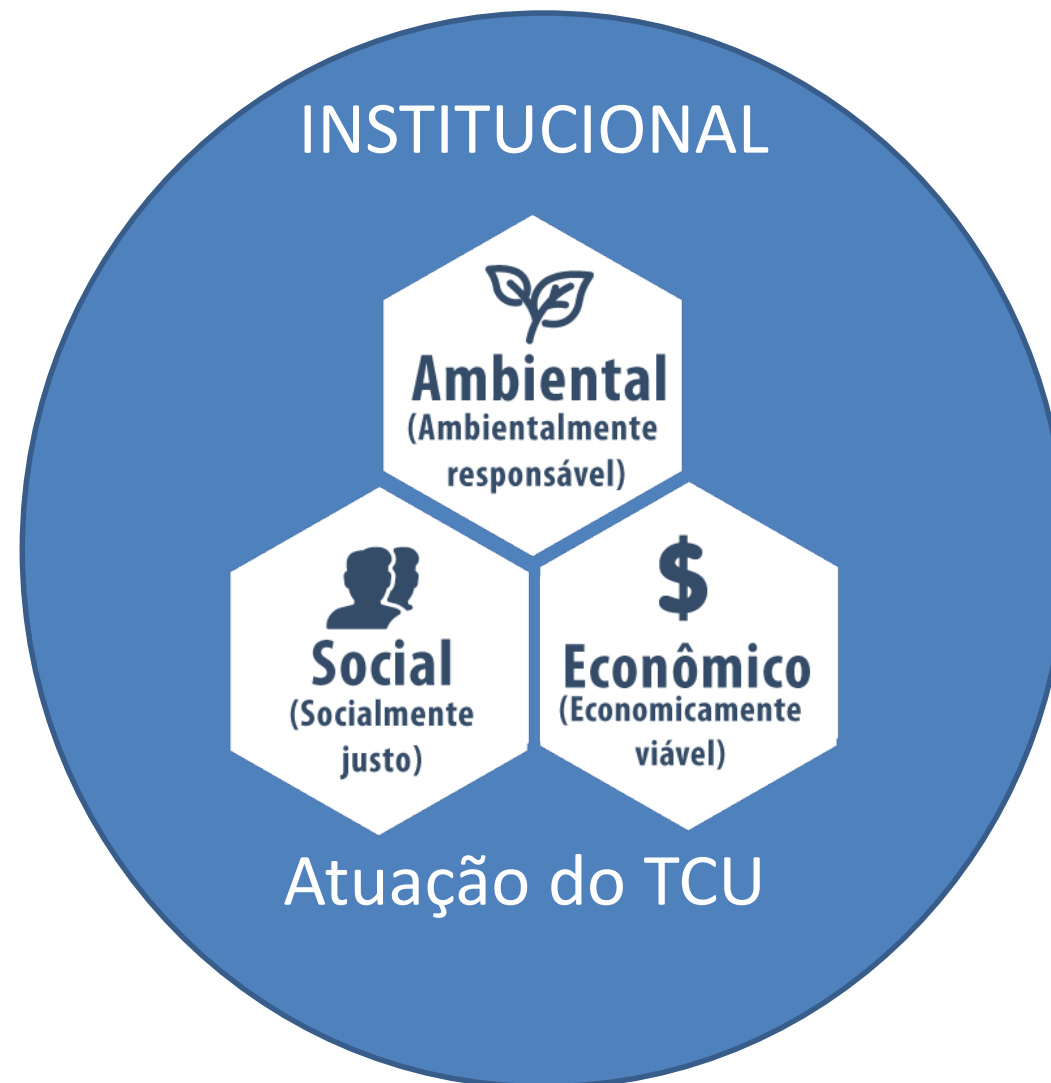 INSTITUCIONAL
Ambiental
(Ambientalmente
responsável)
Social
(Socialmente
justo)
$
Econômico
(Economicamente
viável)
Atuação do TCU